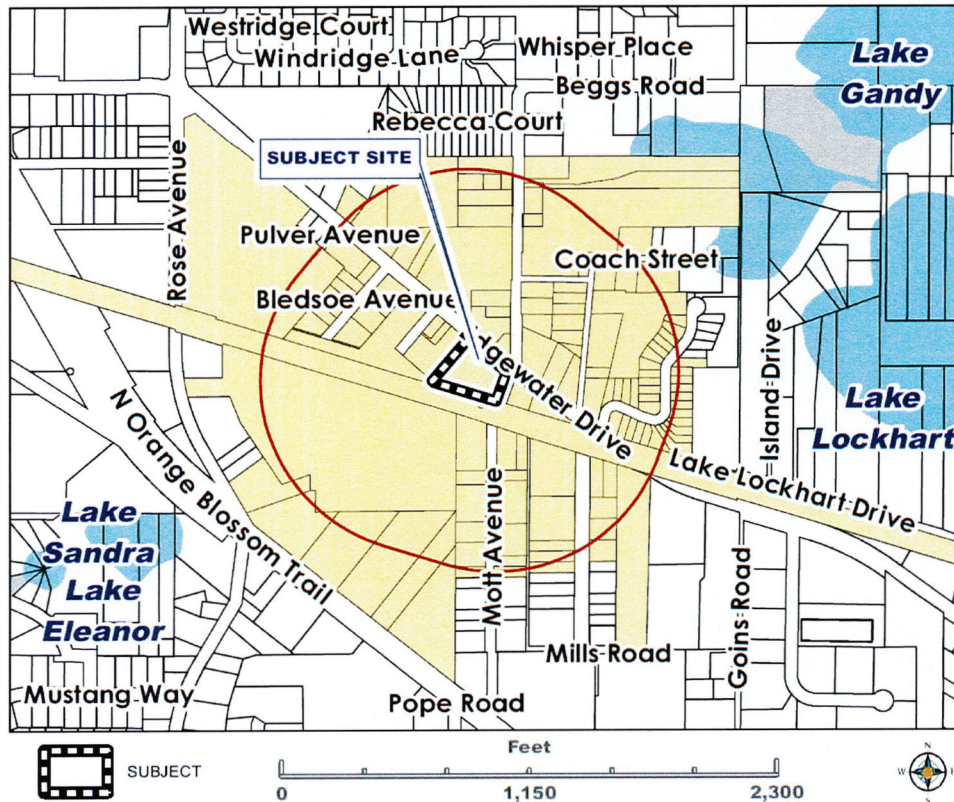 Westridge Court
Windridge Lane
Whisper Place
Beggs Road
Lake
Gandy
Rebecca Court
SUBJECT SITE
Rose Avenue
Pulver Avenue
Coach Street
Bledsoe Avenue
Edgewater Drive
Island Drive
Lake
Lockhart
N Orange Blossom Trail
Lake Lockhart Drive
Lake
Sandra
Lake
Eleanor
Mott Avenue
Goins Road
Mills Road
Mustang Way
Pope Road
SUBJECT
Feet
0
1,150
2,300
N
W
E
S